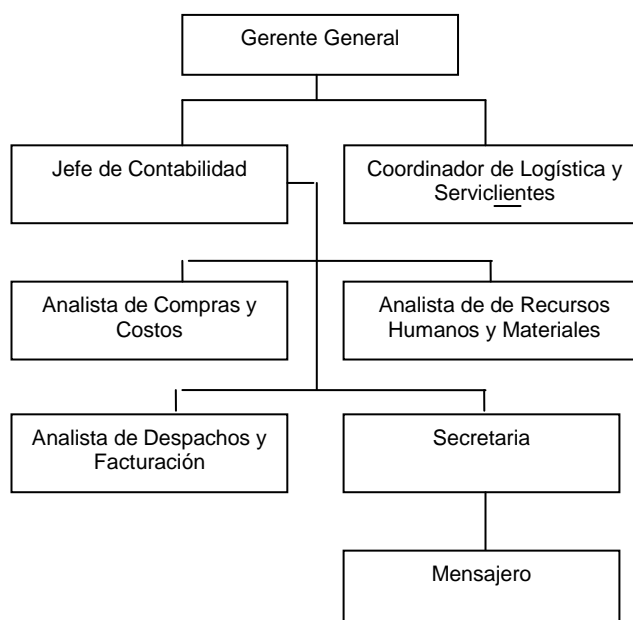 Gerente General
Jefe de Contabilidad
Coordinador de Logística y
Serviclientes
Analista de Compras y
Costos
Analista de de Recursos
Humanos y Materiales
Analista de Despachos y
Facturación
Secretaria
Mensajero